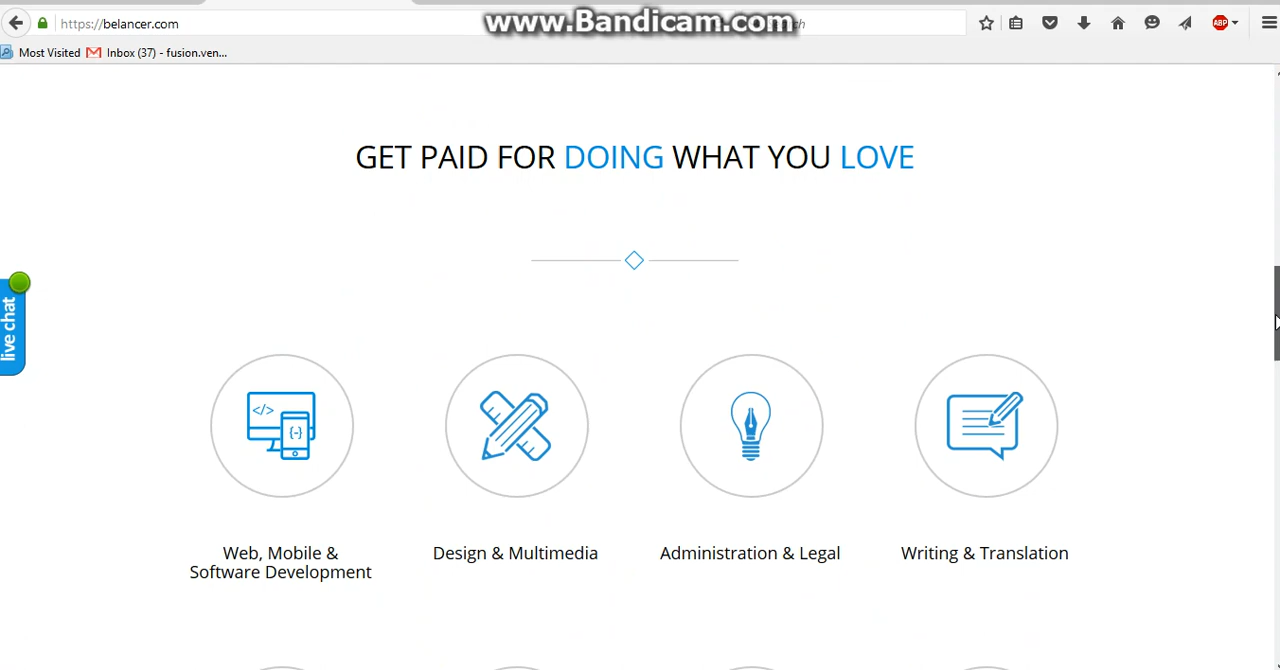 https://belancer.com
www.Bandicam.com
Most Visited
Inbox (37) - fusion.ven...
ABP
GET PAID FOR DOING WHAT YOU LOVE
live chat
</>
{-}
Web, Mobile &
Software Development
Design & Multimedia
Administration & Legal
Writing & Translation